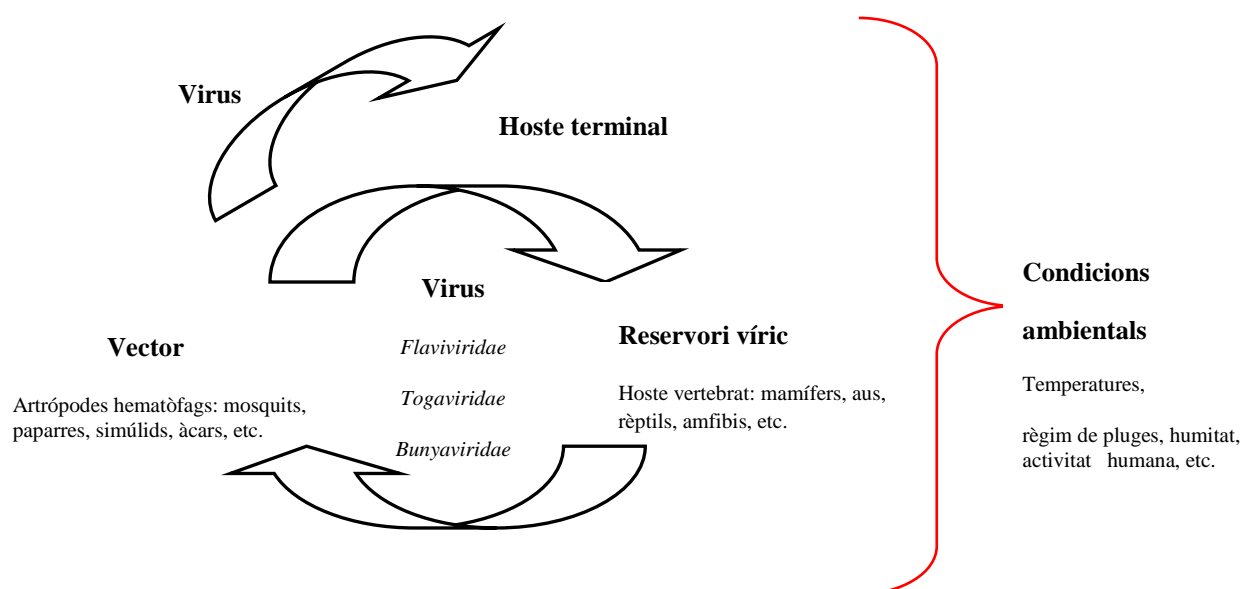 Virus
Hoste terminal
Virus
Flaviviridae
Togaviridae
Bunyaviridae
Vector
Artrópodes hematòfags: mosquits,
paparres, simúlids, àcars, etc.
Reservori víric
Hoste vertebrat: mamífers, aus,
rèptils, amfibis, etc.
Condicions
ambientals
Temperatures,
règim de pluges, humitat,
activitat humana, etc.